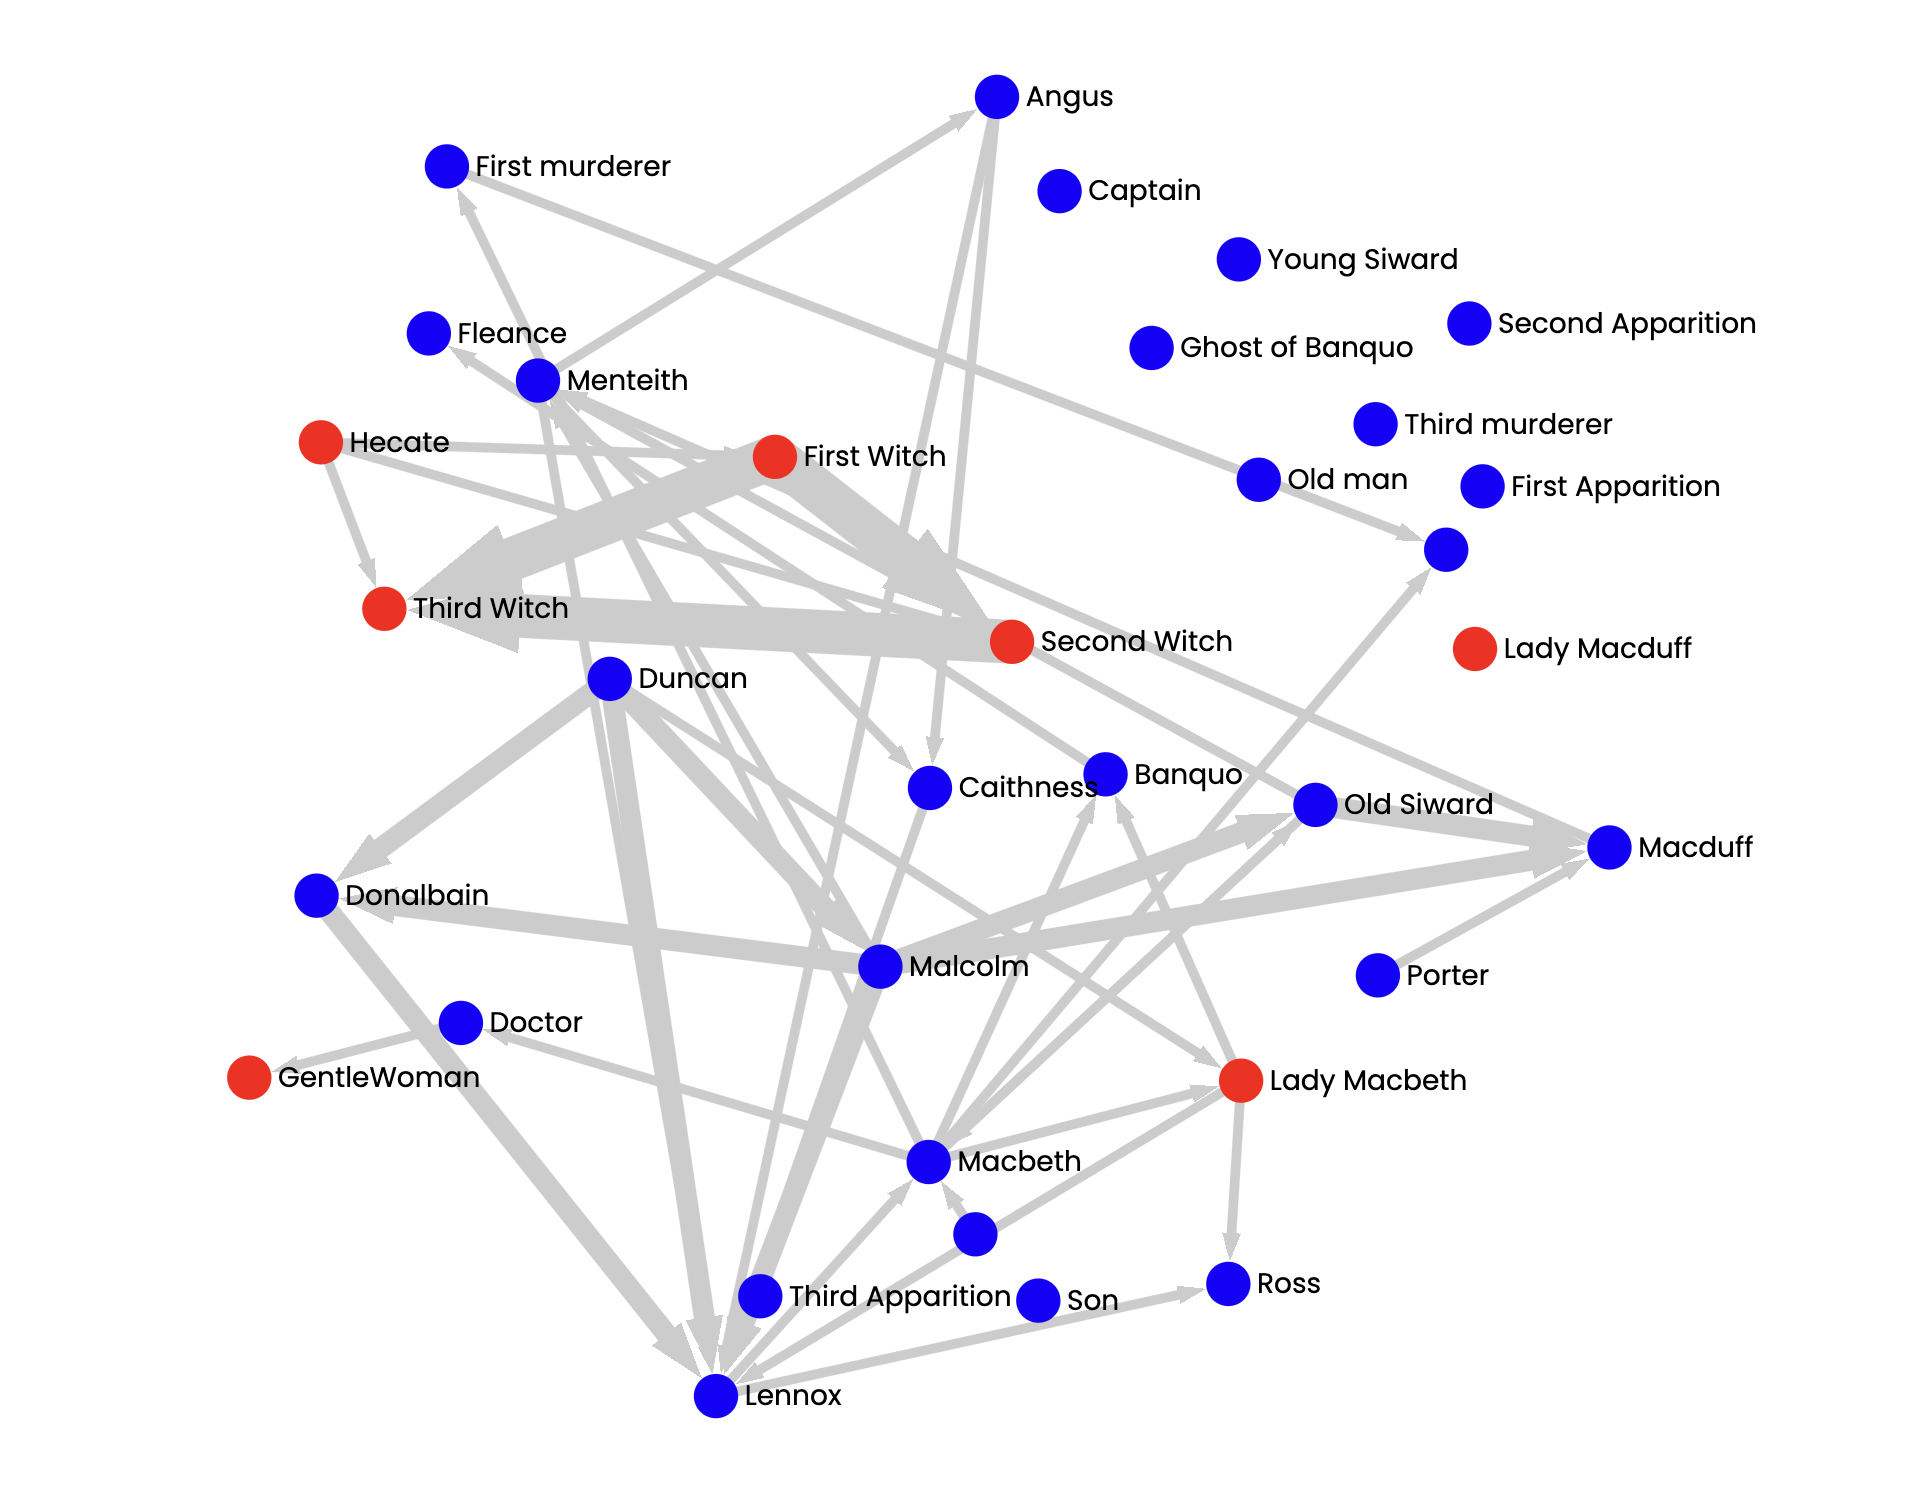 Angus
First murderer
Captain
Young Siward
Second Apparition
Fleance
Ghost of Banquo
Menteith
Third murderer
Hecate
First Witch
Old man
First Apparition
Third Witch
Second Witch
Lady Macduff
Duncan
Banquo
Caithness
Old Siward
Macduff
Donalbain
Malcolm
Porter
Doctor
GentleWoman
Lady Macbeth
Macbeth
Ross
Third Apparition
Son
Lennox